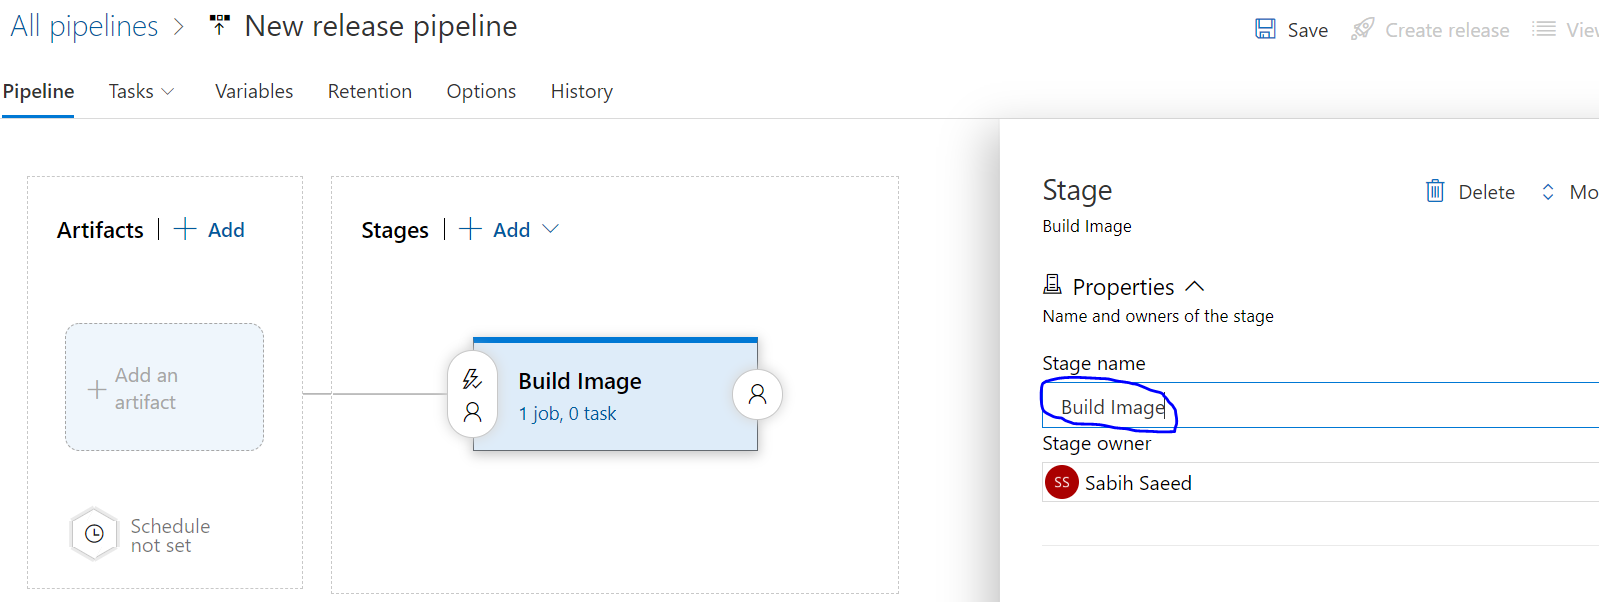 All pipelines > New release pipeline
Save Create release
Pipeline Tasks Variables Retention Options History
Artifacts | + Add
Stages | + Add
+ Add an
artifact
Schedule
not set
Build Image
1 job, 0 task
Stage
Delete
Build Image
Properties
Name and owners of the stage
Stage name
Build Image
Stage owner
SS Sabih Saeed